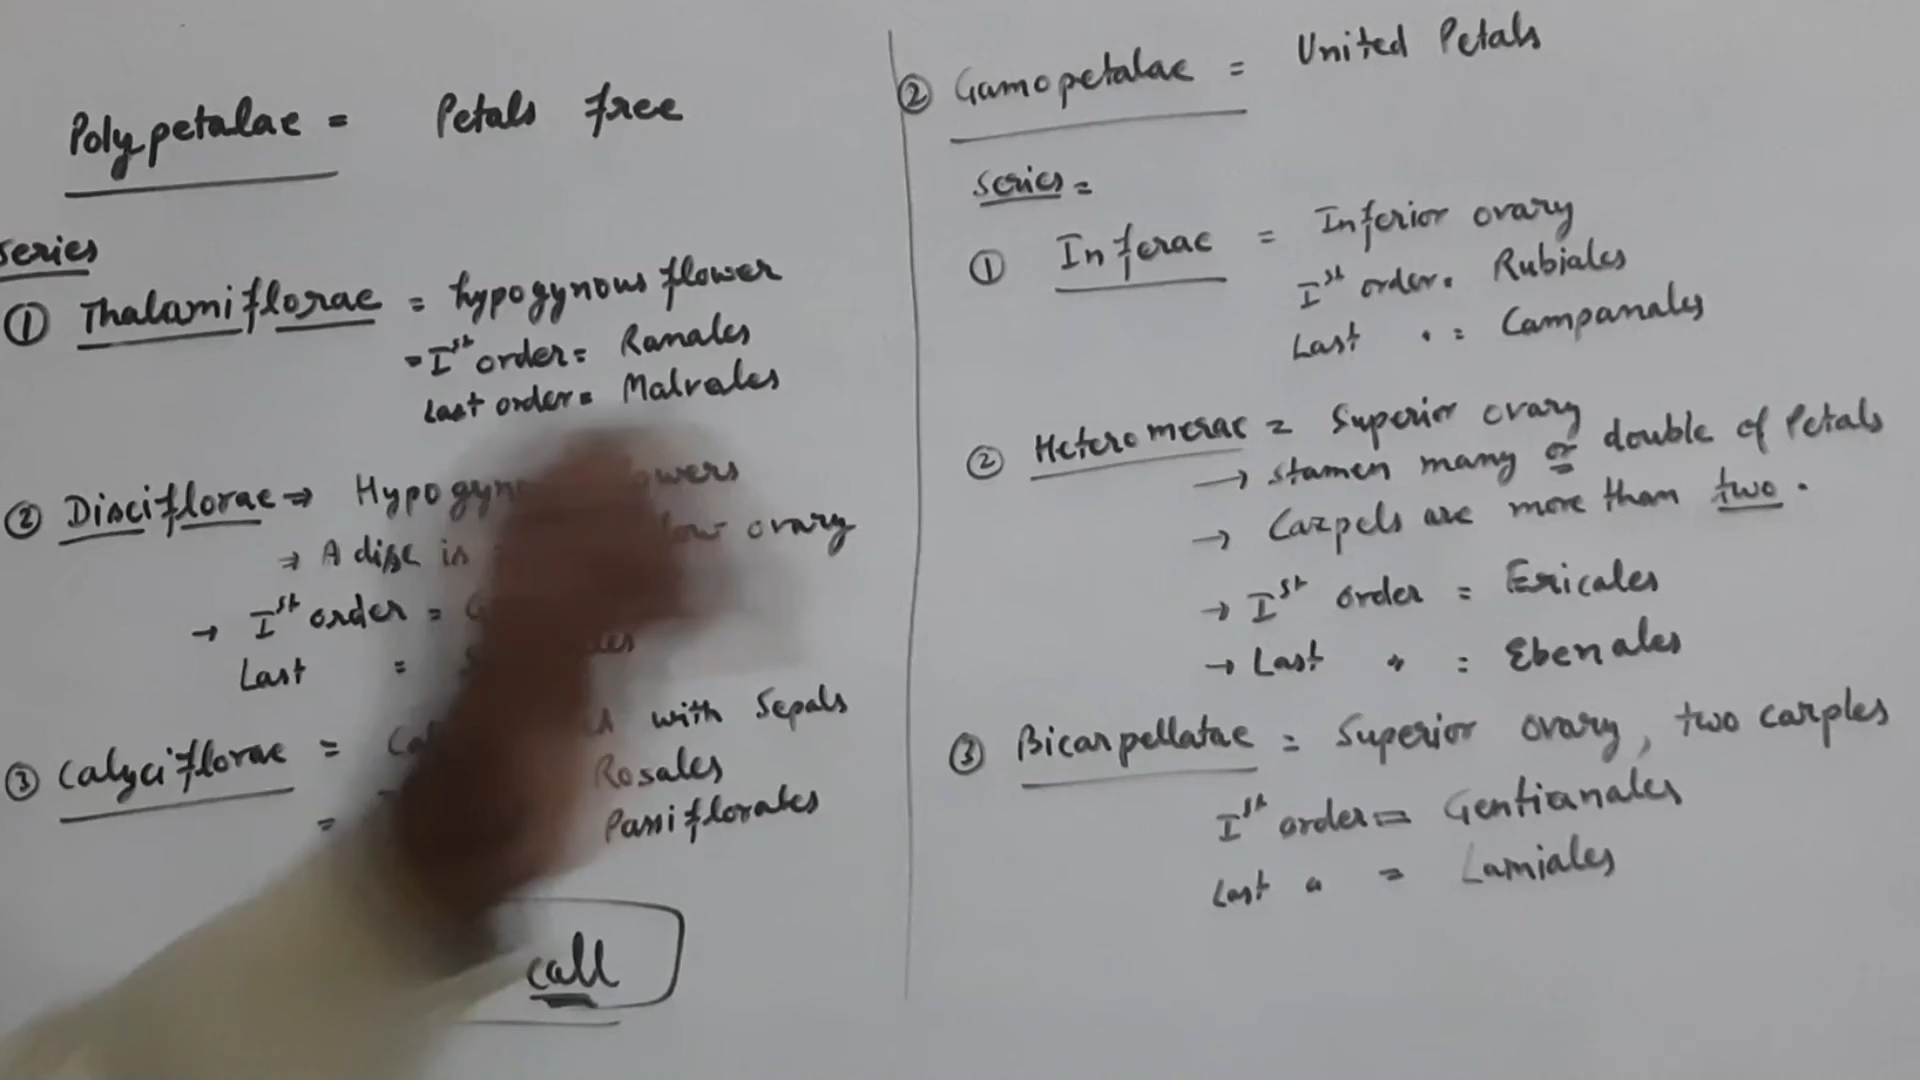 Polypetalae = Petals free
Series
① Thalamiflorae = hypogynous flower
= Ist order = Ranales
Last order = Malvales
② Disciflorae ⇒
⇒ A disc is ovary
→ Ist order =
Last =
③ Calyciflorae = with Sepals
= Rosales
Passiflorales
call
② Gamopetalae = United Petals
Series =
① Inferae = Inferior ovary
Ist order = Rubiales
Last " = Campanales
② Heteromerae = Superior ovary
→ Stamen many or double of Petals
→ Carpels are more than two.
→ Ist order = Ericales
→ Last " = Ebenales
③ Bicarpellatae = Superior ovary, two carples
Ist order = Gentianales
Last " = Lamiales